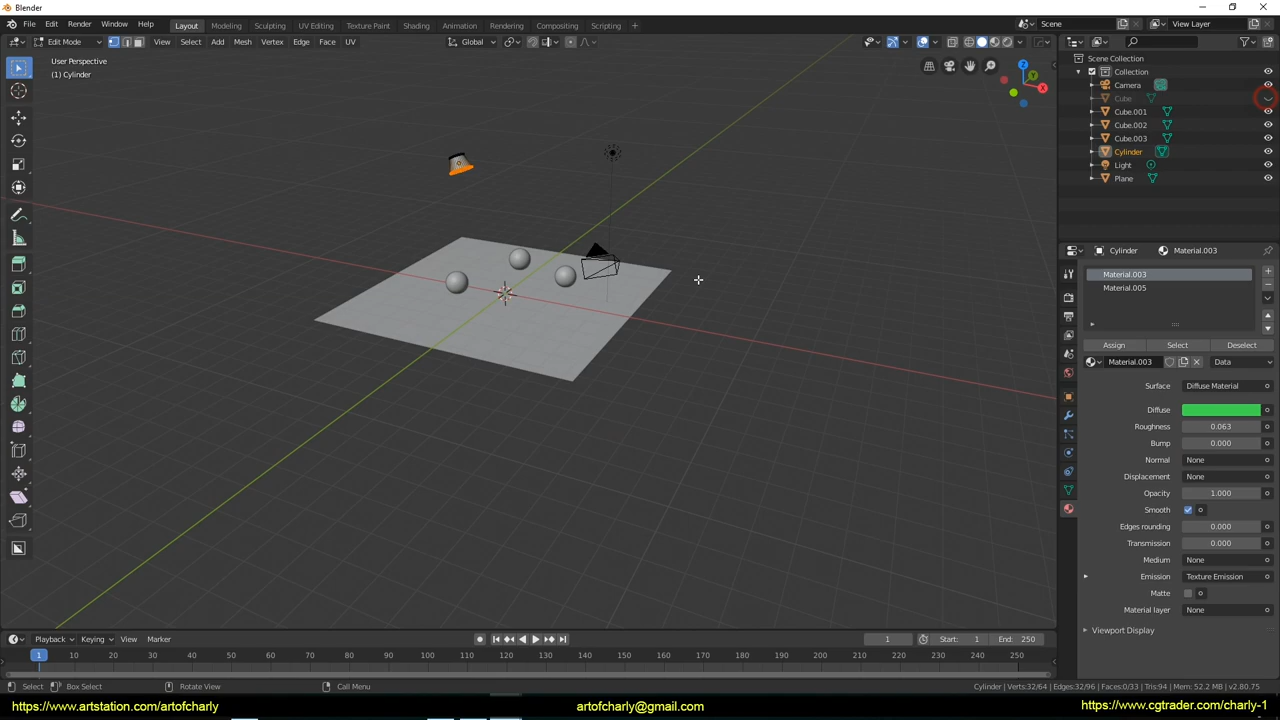 Blender
File Edit Render Window Help Layout Modeling Sculpting UV Editing Texture Paint Shading Animation Rendering Compositing Scripting + Scene View Layer
Edit Mode View Select Add Mesh Vertex Edge Face UV Global
User Perspective
(1) Cylinder
Z
Y
X
Scene Collection
Collection
Camera
Cube
Cube.001
Cube.002
Cube.003
Cylinder
Light
Plane
Cylinder Material.003
Material.003
Material.005
Assign Select Deselect
Material.003 Data
Surface Diffuse Material
Diffuse
Roughness 0.063
Bump 0.000
Normal None
Displacement None
Opacity 1.000
Smooth
Edges rounding 0.000
Transmission 0.000
Medium None
Emission Texture Emission
Matte
Material layer None
Viewport Display
Playback Keying View Marker 1 Start: 1 End: 250
1 10 20 30 40 50 60 70 80 90 100 110 120 130 140 150 160 170 180 190 200 210 220 230 240 250
Select Box Select Rotate View Call Menu Cylinder | Verts:32/64 | Edges:32/96 | Faces:0/33 | Tris:94 | Mem: 52.2 MB | v2.80.75
https://www.artstation.com/artofcharly artofcharly@gmail.com https://www.cgtrader.com/charly-1